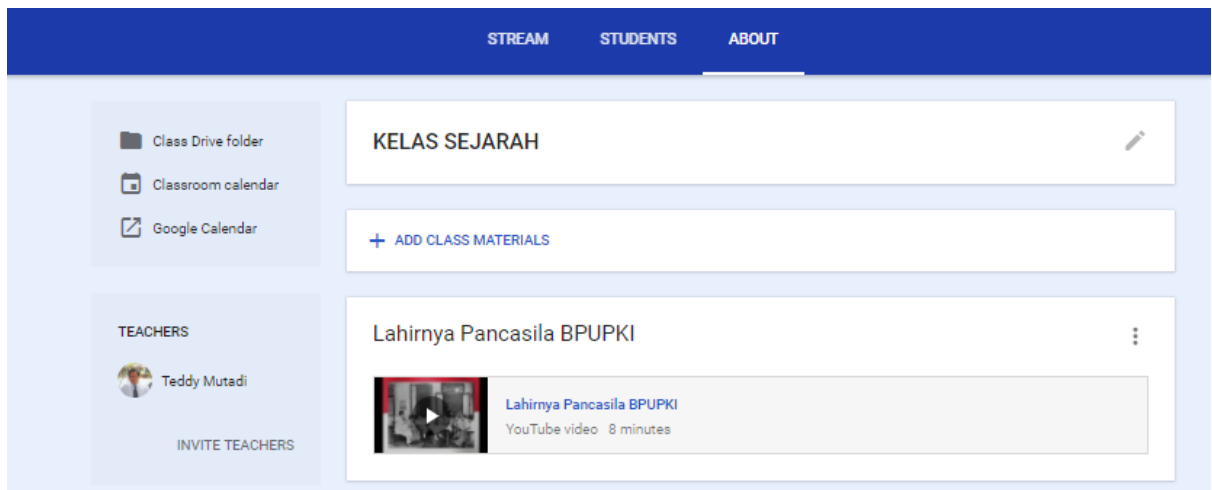 STREAM STUDENTS ABOUT
Class Drive folder
Classroom calendar
Google Calendar
TEACHERS
Teddy Mutadi
INVITE TEACHERS
KELAS SEJARAH
+ ADD CLASS MATERIALS
Lahirnya Pancasila BPUPKI
Lahirnya Pancasila BPUPKI
YouTube video 8 minutes